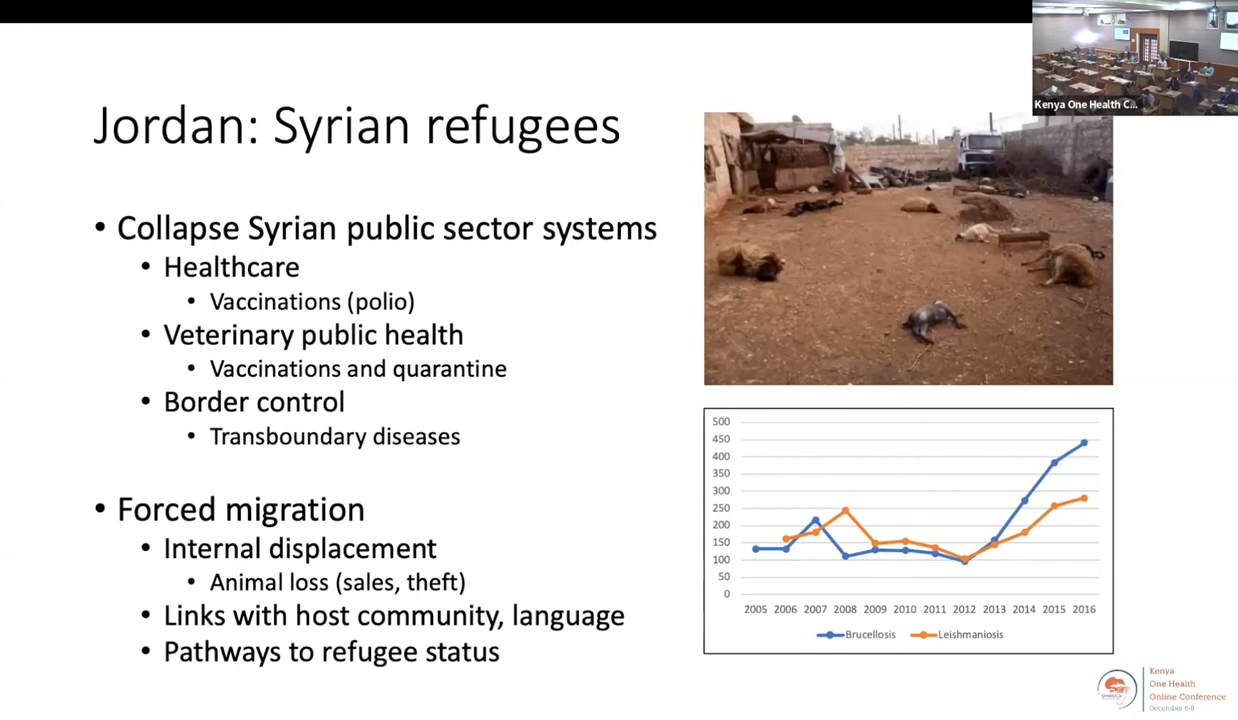 Kenya One Health C...
Jordan: Syrian refugees
• Collapse Syrian public sector systems
• Healthcare
• Vaccinations (polio)
• Veterinary public health
• Vaccinations and quarantine
• Border control
• Transboundary diseases
• Forced migration
• Internal displacement
• Animal loss (sales, theft)
• Links with host community, language
• Pathways to refugee status
500
450
400
350
300
250
200
150
100
50
0
2005 2006 2007 2008 2009 2010 2011 2012 2013 2014 2015 2016
Brucellosis Leishmaniosis
Kenya
One Health
Online Conference
December 6-8